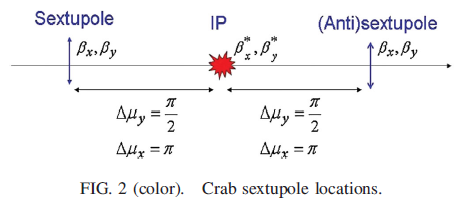 Sextupole IP (Anti)sextupole
βx, βy β*x, β*y βx, βy
Δμy = π/2 Δμy = π/2
Δμx = π Δμx = π
FIG. 2 (color). Crab sextupole locations.